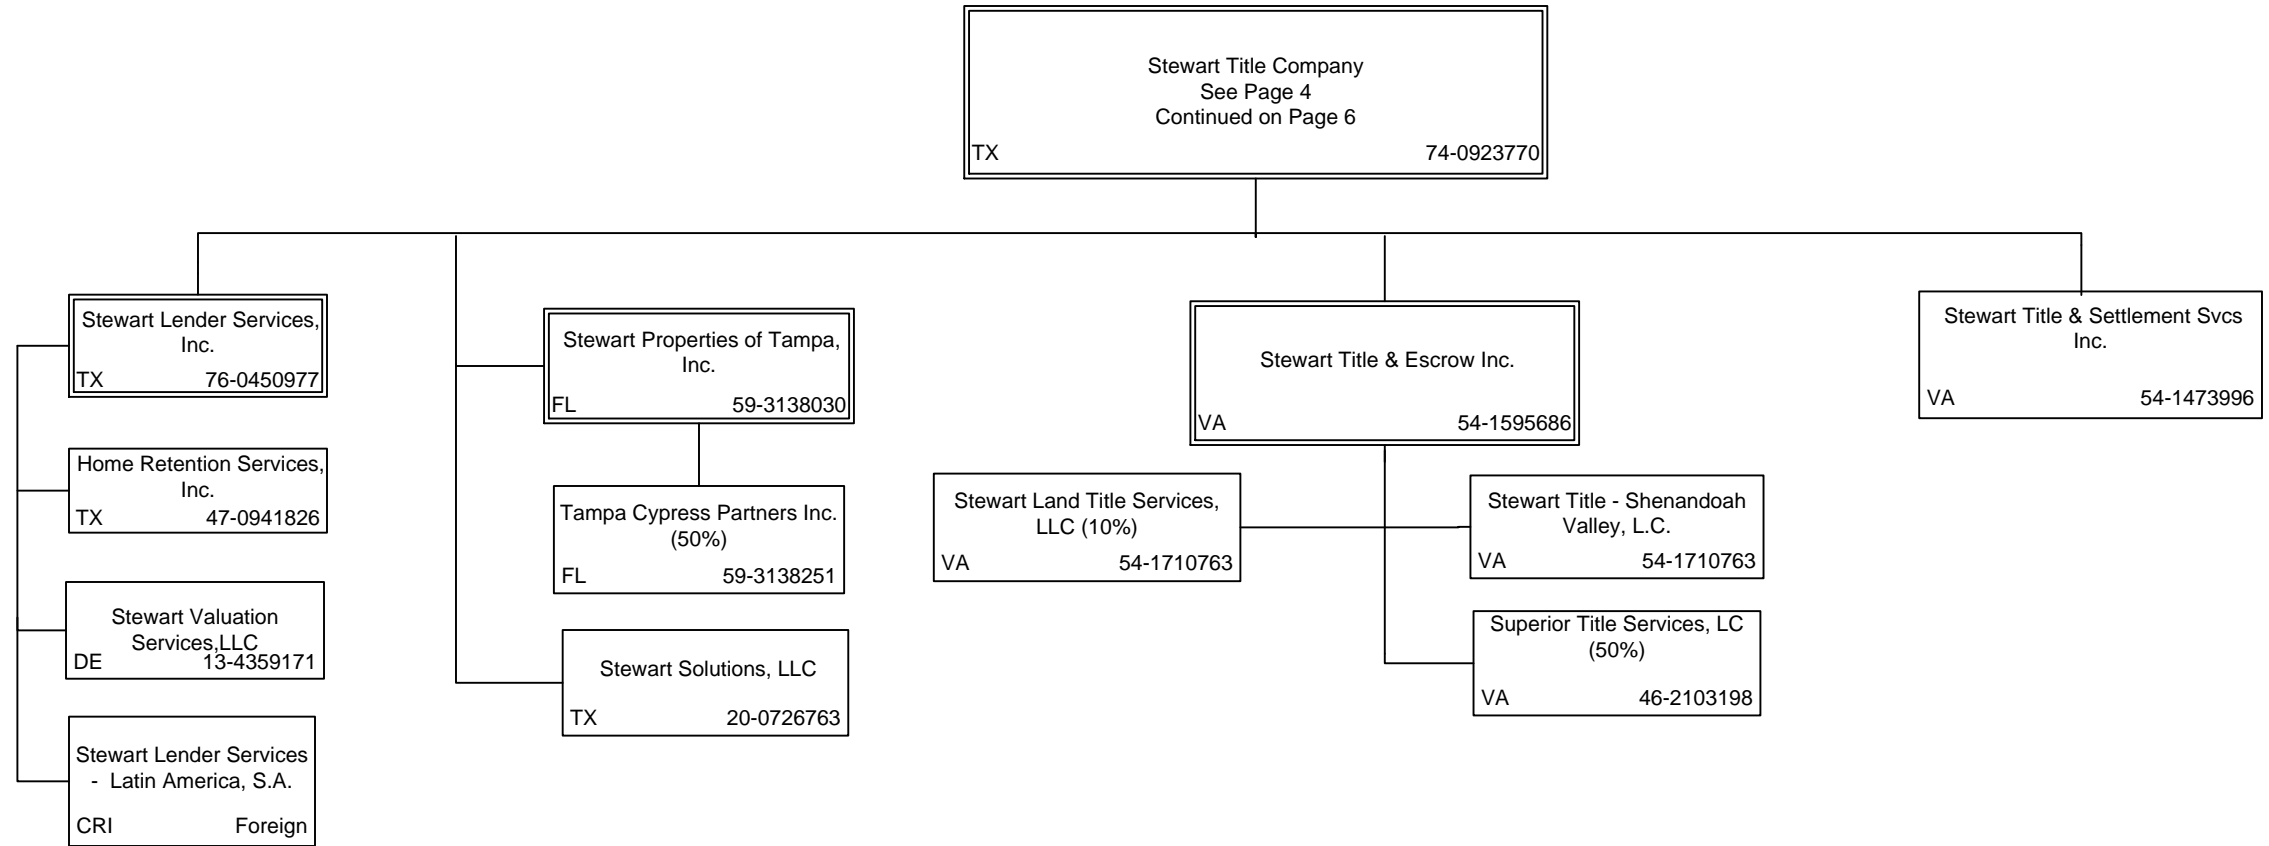 Stewart Title Company
See Page 4
Continued on Page 6
TX 74-0923770
Stewart Lender Services,
Inc.
TX 76-0450977
Home Retention Services,
Inc.
TX 47-0941826
Stewart Valuation
Services,LLC
DE 13-4359171
Stewart Lender Services
- Latin America, S.A.
CRI Foreign
Stewart Properties of Tampa,
Inc.
FL 59-3138030
Tampa Cypress Partners Inc.
(50%)
FL 59-3138251
Stewart Solutions, LLC
TX 20-0726763
Stewart Title & Escrow Inc.
VA 54-1595686
Stewart Land Title Services,
LLC (10%)
VA 54-1710763
Stewart Title - Shenandoah
Valley, L.C.
VA 54-1710763
Superior Title Services, LC
(50%)
VA 46-2103198
Stewart Title & Settlement Svcs
Inc.
VA 54-1473996